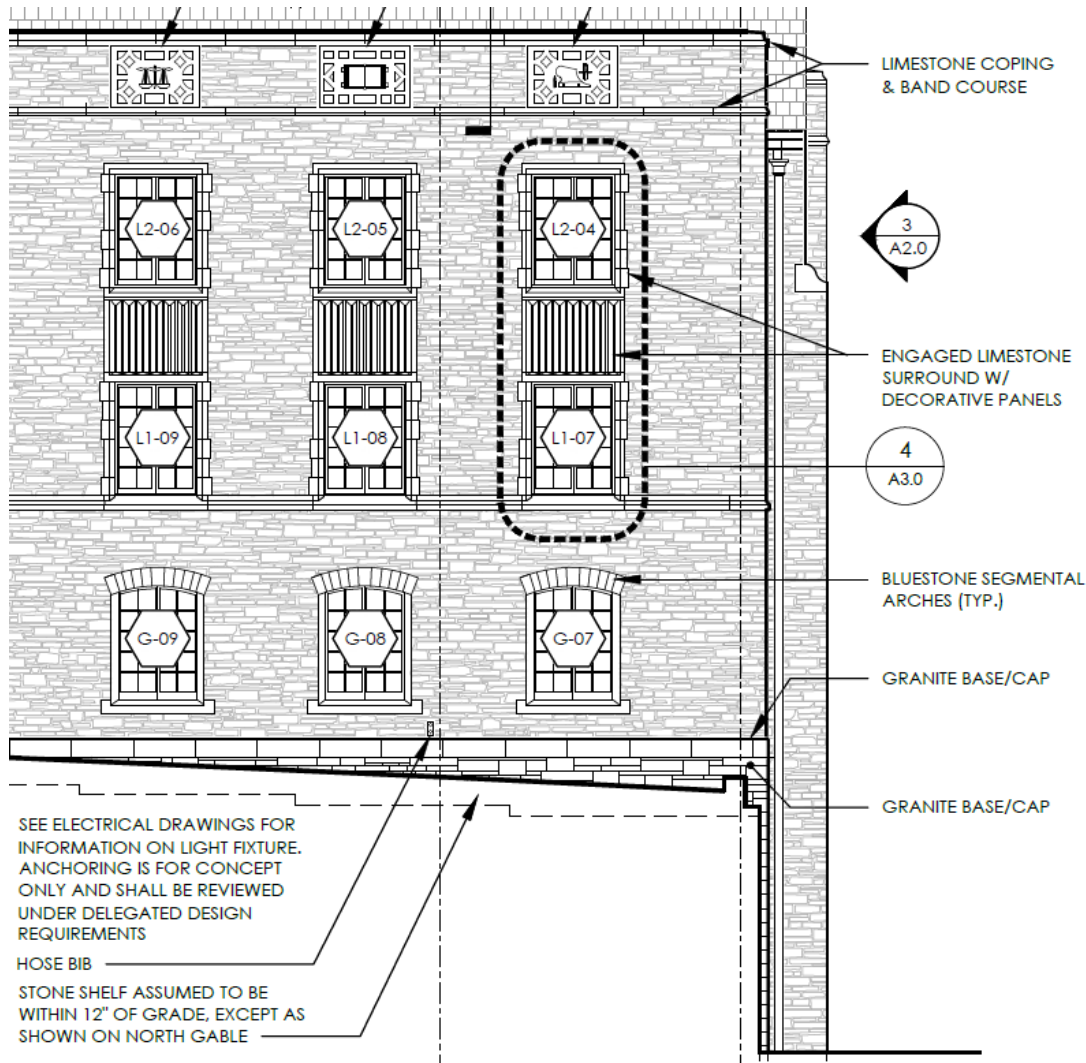 LIMESTONE COPING
& BAND COURSE
L2-06
L2-05
L2-04
3
A2.0
ENGAGED LIMESTONE
SURROUND W/
DECORATIVE PANELS
L1-09
L1-08
L1-07
4
A3.0
BLUESTONE SEGMENTAL
ARCHES (TYP.)
G-09
G-08
G-07
GRANITE BASE/CAP
GRANITE BASE/CAP
SEE ELECTRICAL DRAWINGS FOR
INFORMATION ON LIGHT FIXTURE.
ANCHORING IS FOR CONCEPT
ONLY AND SHALL BE REVIEWED
UNDER DELEGATED DESIGN
REQUIREMENTS
HOSE BIB
STONE SHELF ASSUMED TO BE
WITHIN 12" OF GRADE, EXCEPT AS
SHOWN ON NORTH GABLE